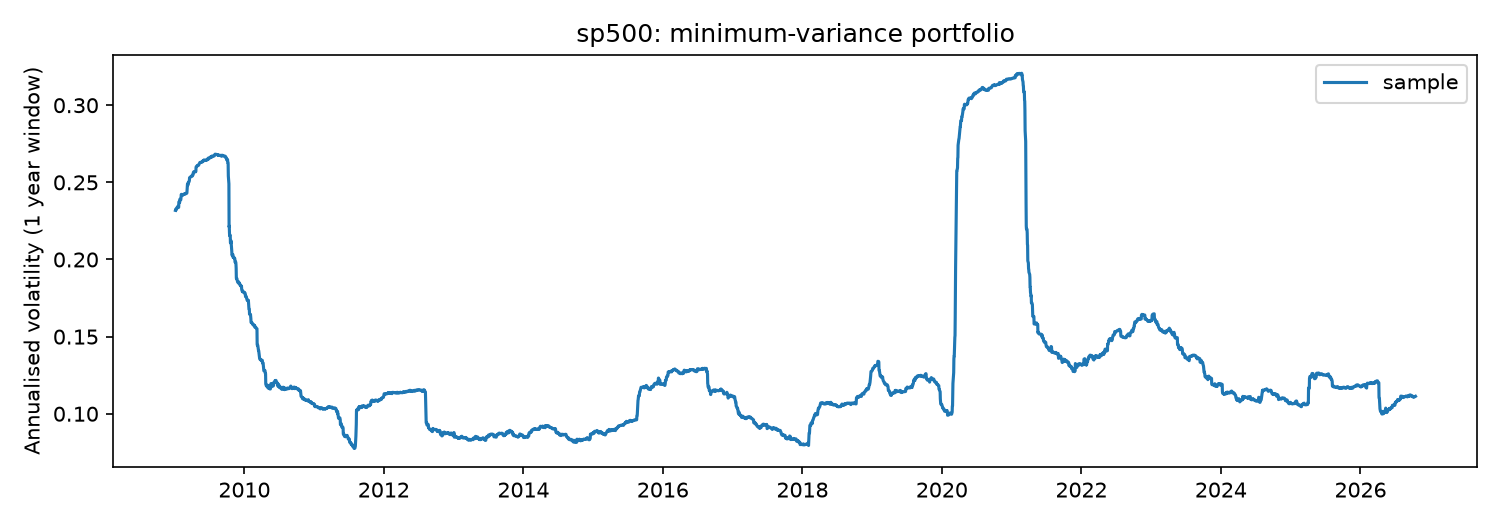 sp500: minimum-variance portfolio
Annualised volatility (1 year window)
sample
0.30
0.25
0.20
0.15
0.10
2010 2012 2014 2016 2018 2020 2022 2024 2026